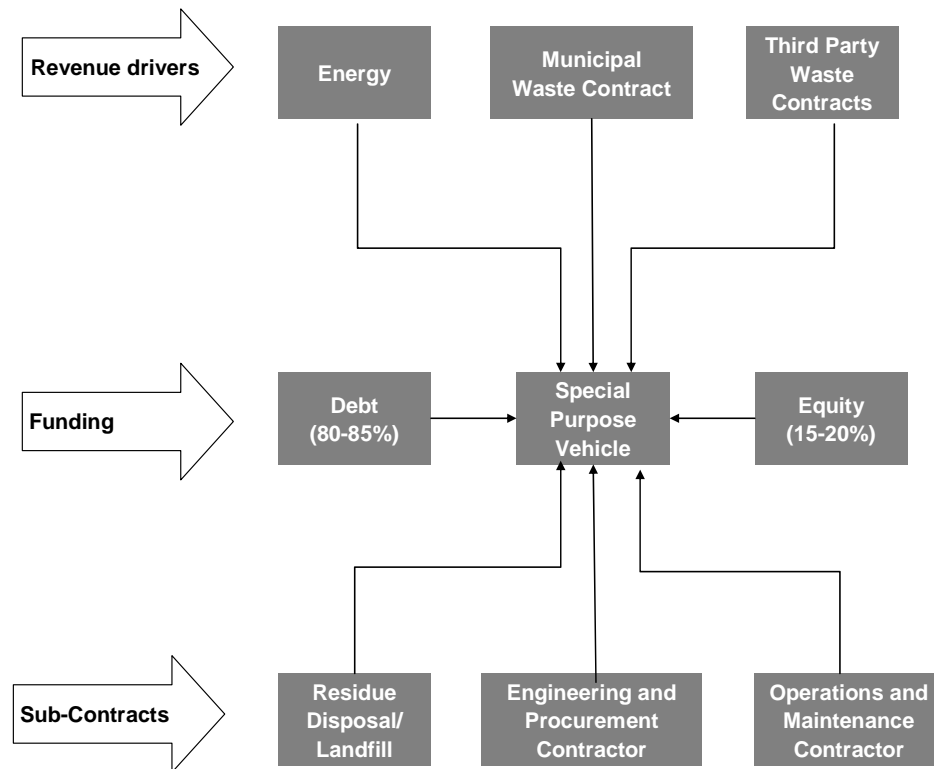 Revenue drivers
Energy
Municipal
Waste Contract
Third Party
Waste
Contracts
Funding
Debt
(80-85%)
Special
Purpose
Vehicle
Equity
(15-20%)
Sub-Contracts
Residue
Disposal/
Landfill
Engineering and
Procurement
Contractor
Operations and
Maintenance
Contractor